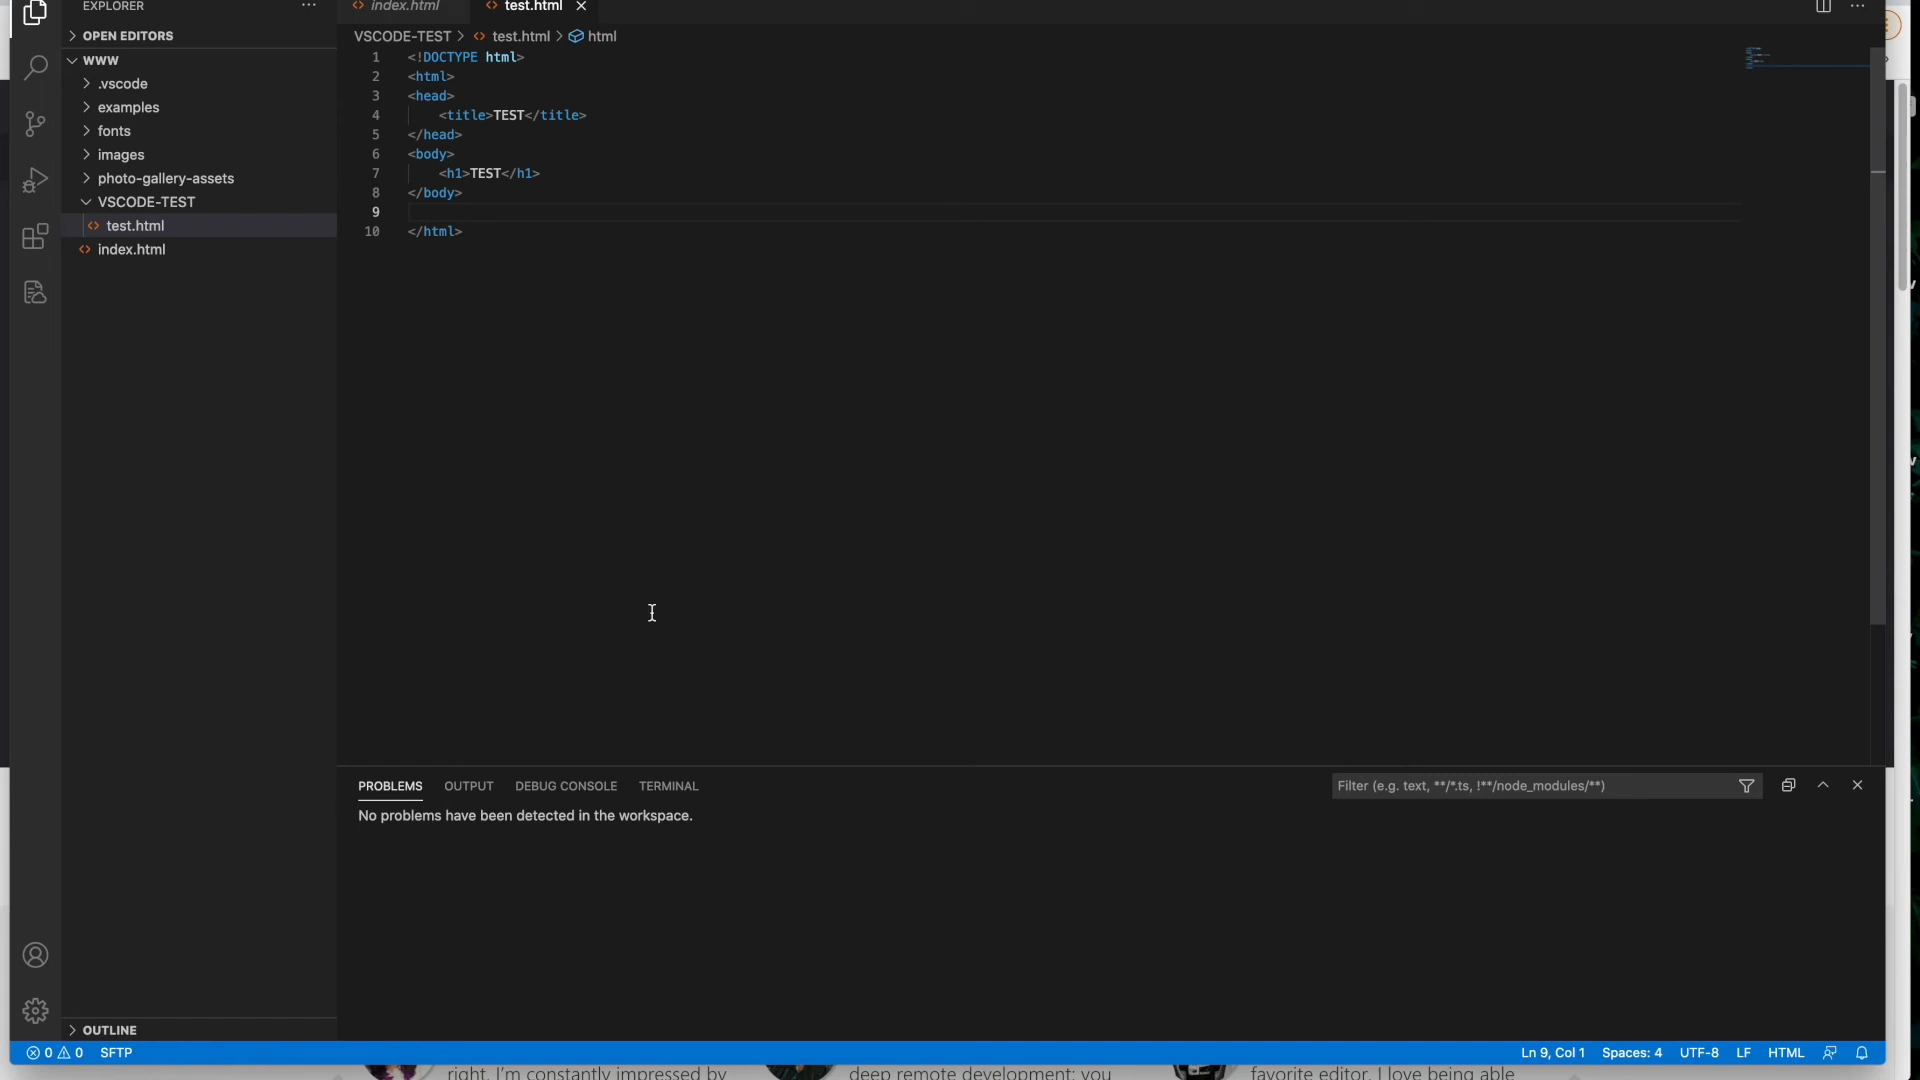 EXPLORER
OPEN EDITORS
WWW
.vscode
examples
fonts
images
photo-gallery-assets
VSCODE-TEST
test.html
index.html
OUTLINE
index.html
test.html
VSCODE-TEST > test.html > html
1 <!DOCTYPE html>
2 <html>
3 <head>
4 <title>TEST</title>
5 </head>
6 <body>
7 <h1>TEST</h1>
8 </body>
9
10 </html>
PROBLEMS OUTPUT DEBUG CONSOLE TERMINAL
Filter (e.g. text, **/*.ts, !**/node_modules/**)
No problems have been detected in the workspace.
0 0 SFTP
Ln 9, Col 1 Spaces: 4 UTF-8 LF HTML
right. I'm constantly impressed by
deep remote development: you
favorite editor. I love being able